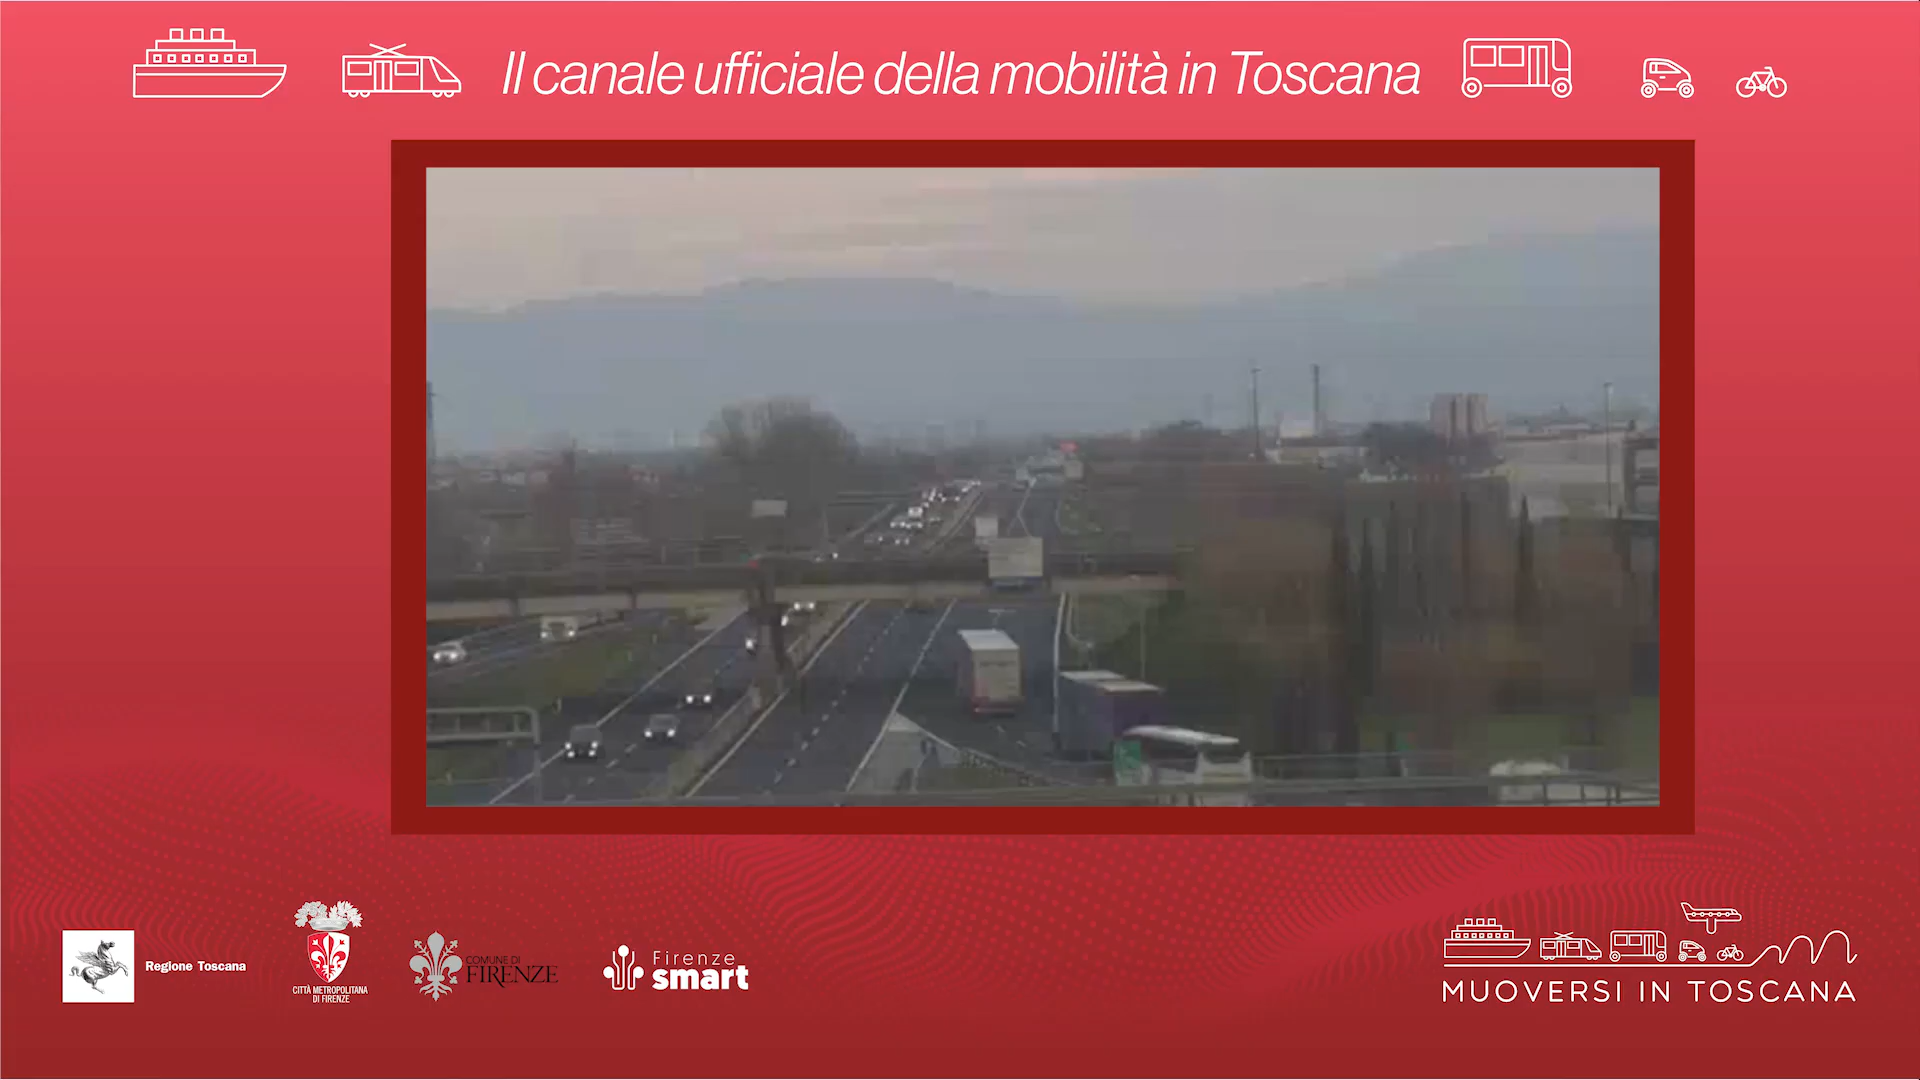 Il canale ufficiale della mobilità in Toscana
Regione Toscana
CITTÀ METROPOLITANA
DI FIRENZE
COMUNE DI
FIRENZE
Firenze
smart
MUOVERSI IN TOSCANA